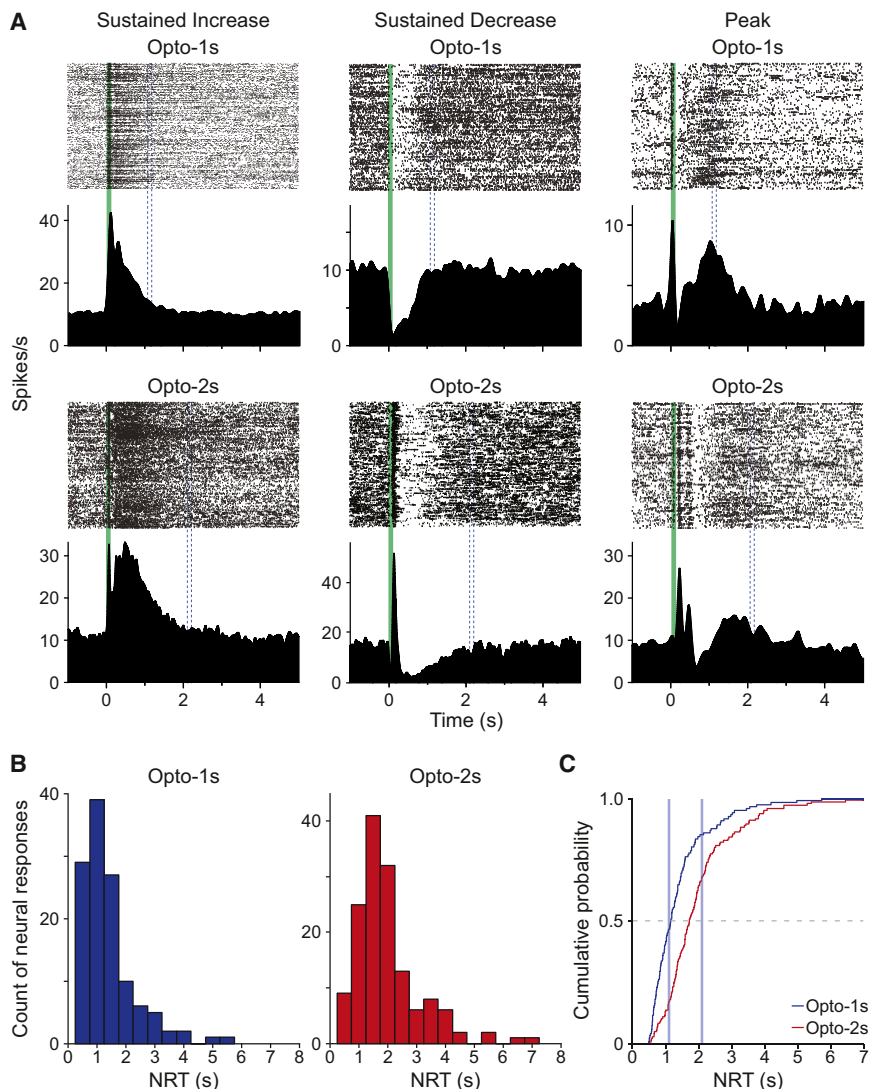 A
Sustained Increase
Sustained Decrease
Peak
Opto-1s
Opto-1s
Opto-1s
40
20
0
10
0
10
0
Spikes/s
Opto-2s
Opto-2s
Opto-2s
30
20
10
0
40
20
0
30
20
10
0
0 2 4
0 2 4
0 2 4
Time (s)
B
Opto-1s
Opto-2s
C
Count of neural responses
40
20
0
0 1 2 3 4 5 6 7 8
NRT (s)
40
20
0
0 1 2 3 4 5 6 7 8
NRT (s)
Cumulative probability
1.0
0.5
0
0 1 2 3 4 5 6 7
NRT (s)
Opto-1s
Opto-2s